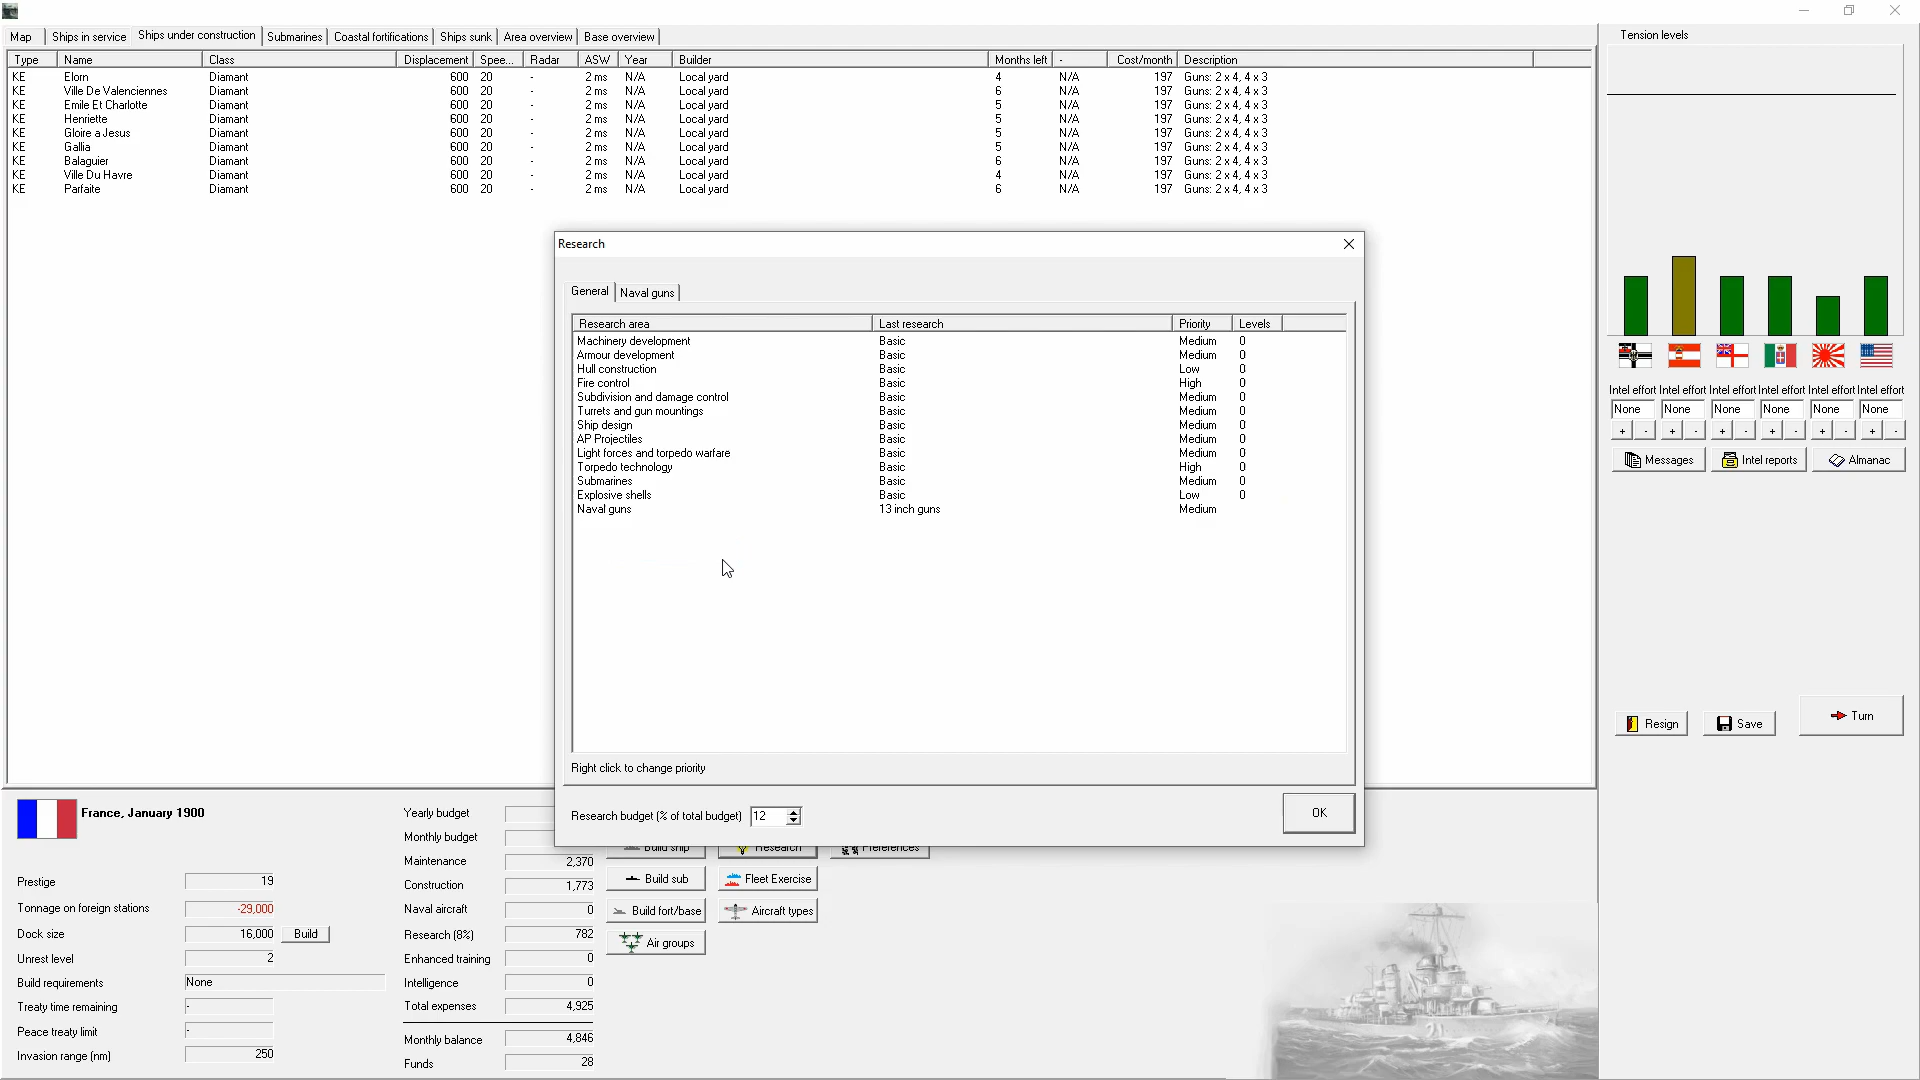 Map Ships in service Ships under construction Submarines Coastal fortifications Ships sunk Area overview Base overview
Type Name Class Displacement Spee... Radar ASW Year Builder Months left - Cost/month Description
KE Elorn Diamant 600 20 - 2 ms N/A Local yard 4 N/A 197 Guns: 2 x 4, 4 x 3
KE Ville De Valenciennes Diamant 600 20 - 2 ms N/A Local yard 6 N/A 197 Guns: 2 x 4, 4 x 3
KE Emile Et Charlotte Diamant 600 20 - 2 ms N/A Local yard 5 N/A 197 Guns: 2 x 4, 4 x 3
KE Henriette Diamant 600 20 - 2 ms N/A Local yard 5 N/A 197 Guns: 2 x 4, 4 x 3
KE Gloire a Jesus Diamant 600 20 - 2 ms N/A Local yard 5 N/A 197 Guns: 2 x 4, 4 x 3
KE Gallia Diamant 600 20 - 2 ms N/A Local yard 5 N/A 197 Guns: 2 x 4, 4 x 3
KE Balaguier Diamant 600 20 - 2 ms N/A Local yard 6 N/A 197 Guns: 2 x 4, 4 x 3
KE Ville Du Havre Diamant 600 20 - 2 ms N/A Local yard 4 N/A 197 Guns: 2 x 4, 4 x 3
KE Parfaite Diamant 600 20 - 2 ms N/A Local yard 6 N/A 197 Guns: 2 x 4, 4 x 3
Research
General Naval guns
Research area Last research Priority Levels
Machinery development Basic Medium 0
Armour development Basic Medium 0
Hull construction Basic Low 0
Fire control Basic High 0
Subdivision and damage control Basic Medium 0
Turrets and gun mountings Basic Medium 0
Ship design Basic Medium 0
AP Projectiles Basic Medium 0
Light forces and torpedo warfare Basic Medium 0
Torpedo technology Basic High 0
Submarines Basic Medium 0
Explosive shells Basic Low 0
Naval guns 13 inch guns Medium
Right click to change priority
Research budget (% of total budget) 12
OK
Tension levels
Intel effort Intel effort Intel effort Intel effort Intel effort Intel effort
None None None None None None
+ - + - + - + - + - + -
Messages Intel reports Almanac
Resign Save Turn
France, January 1900
Prestige 19
Tonnage on foreign stations -29,000
Dock size 16,000 Build
Unrest level 2
Build requirements None
Treaty time remaining -
Peace treaty limit -
Invasion range (nm) 250
Yearly budget
Monthly budget
Maintenance 2,370
Construction 1,773
Naval aircraft 0
Research (8%) 782
Enhanced training 0
Intelligence 0
Total expenses 4,925
Monthly balance 4,846
Funds 28
Build ship Research Preferences
Build sub Fleet Exercise
Build fort/base Aircraft types
Air groups